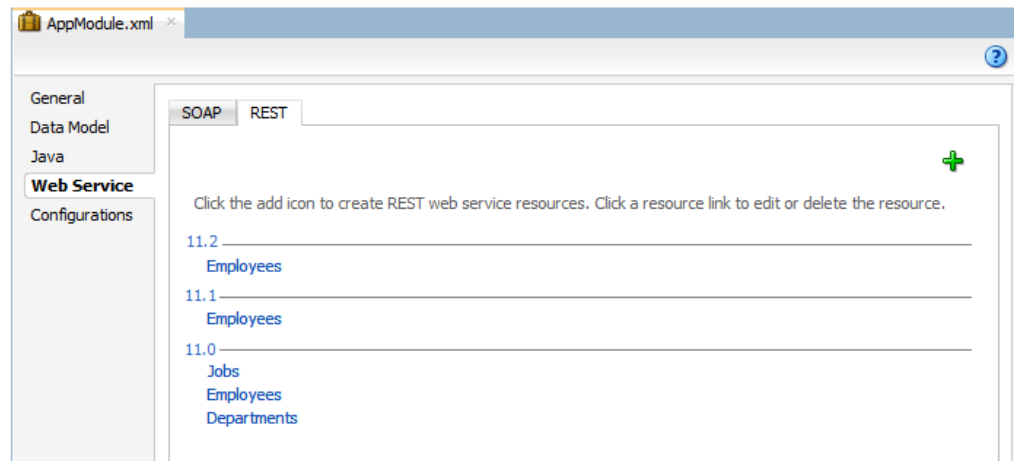 AppModule.xml
?
General
Data Model
Java
Web Service
Configurations
SOAP REST
Click the add icon to create REST web service resources. Click a resource link to edit or delete the resource.
11.2
Employees
11.1
Employees
11.0
Jobs
Employees
Departments